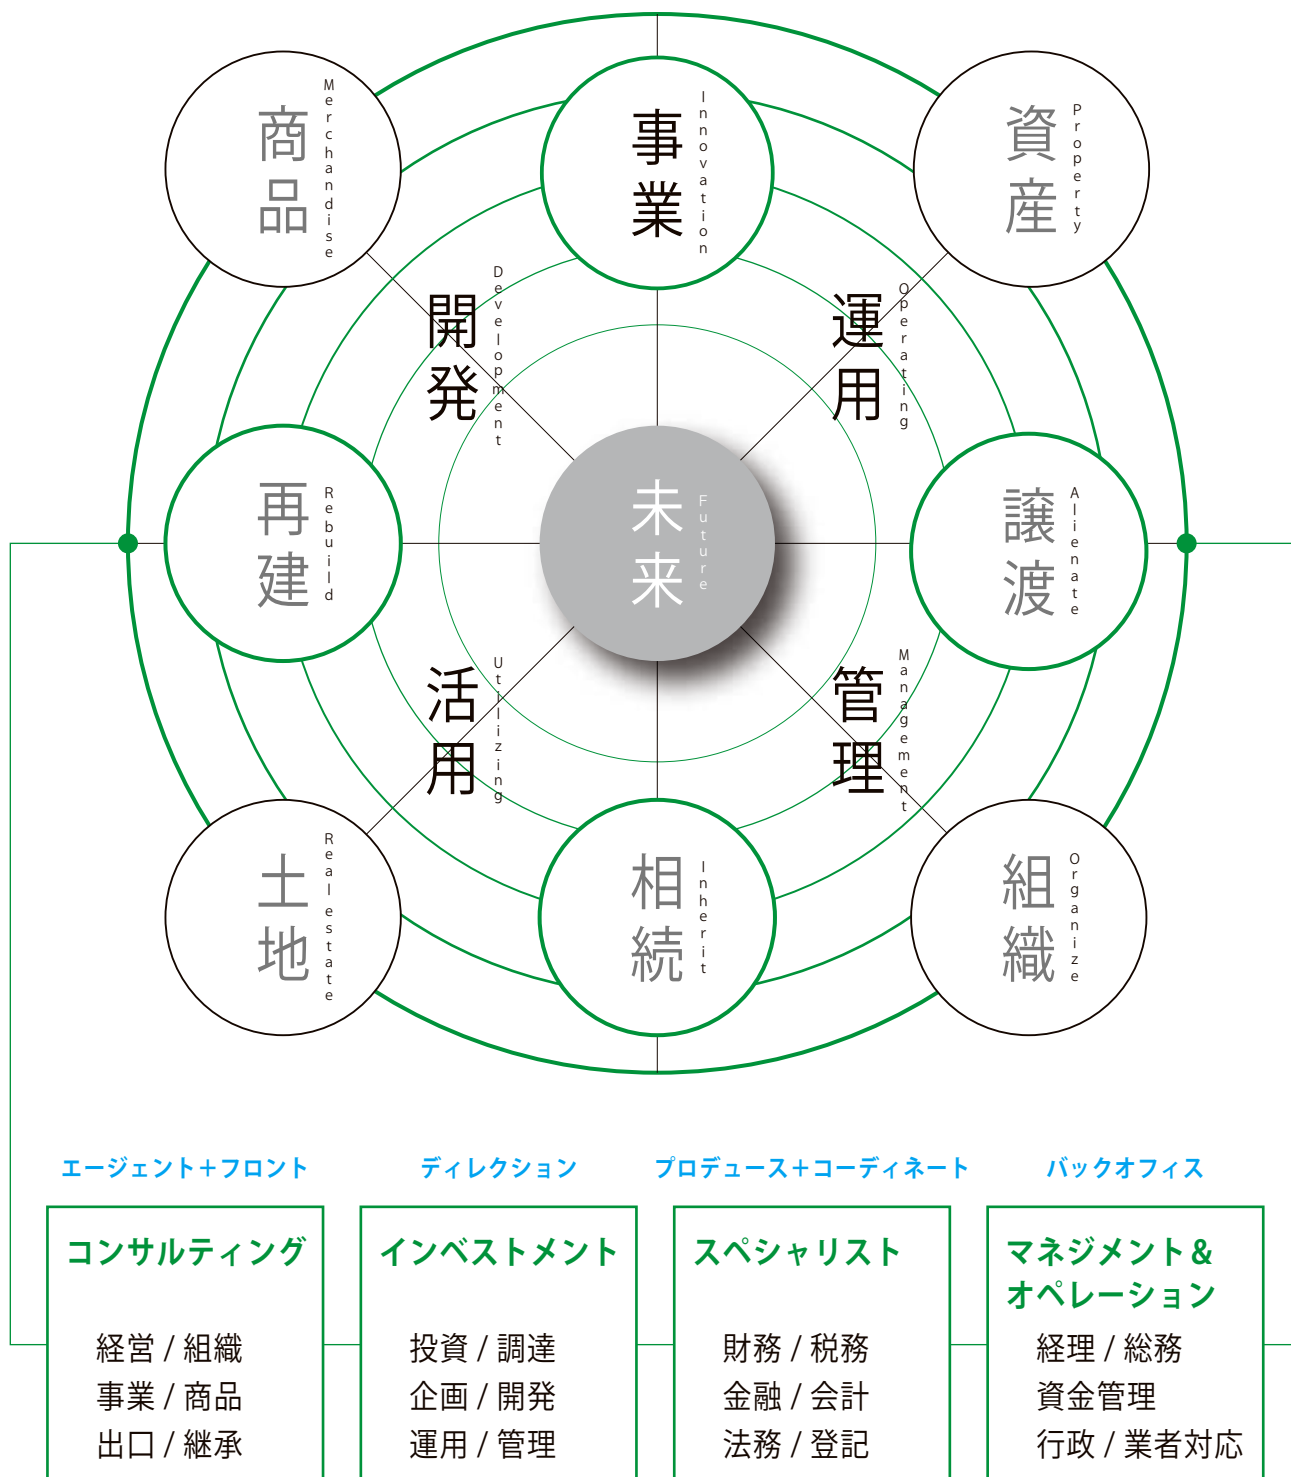 商品
Merchandise
事業
Innovation
資産
Property
開発
Development
運用
Operating
再建
Rebuild
未来
Future
譲渡
Alienate
活用
Utilizing
管理
Management
土地
Real estate
相続
Inherit
組織
Organize
エージェント＋フロント
コンサルティング
経営 / 組織
事業 / 商品
出口 / 継承
ディレクション
インベストメント
投資 / 調達
企画 / 開発
運用 / 管理
プロデュース＋コーディネート
スペシャリスト
財務 / 税務
金融 / 会計
法務 / 登記
バックオフィス
マネジメント＆
オペレーション
経理 / 総務
資金管理
行政 / 業者対応